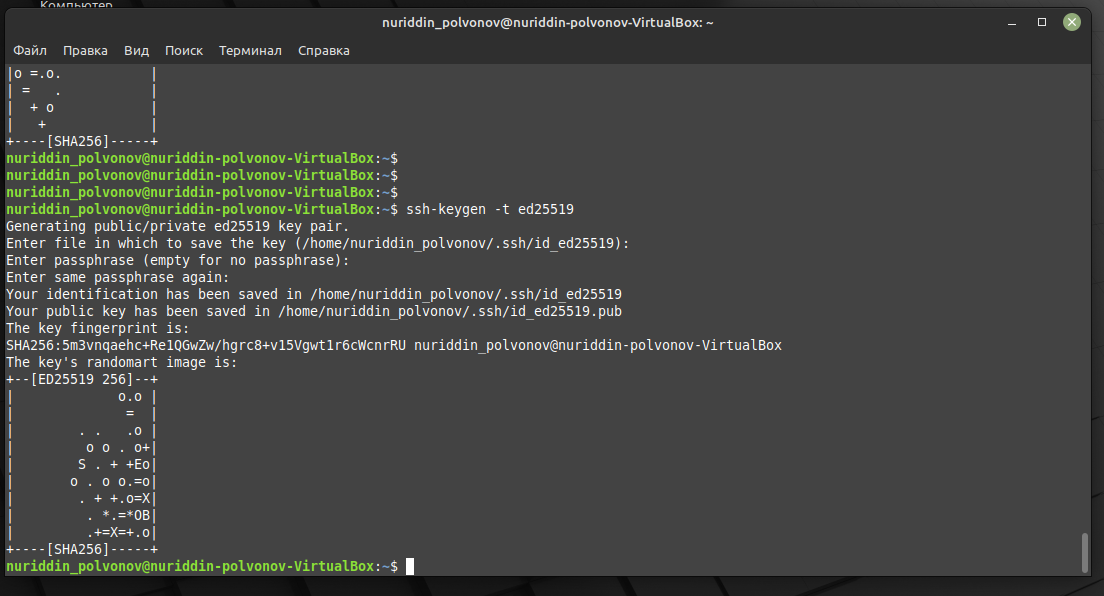 Компьютер
nuriddin_polvonov@nuriddin-polvonov-VirtualBox: ~
Файл Правка Вид Поиск Терминал Справка
|o =.o.           |
| =   .           |
|  + o            |
|   +             |
+----[SHA256]-----+
nuriddin_polvonov@nuriddin-polvonov-VirtualBox:~$
nuriddin_polvonov@nuriddin-polvonov-VirtualBox:~$
nuriddin_polvonov@nuriddin-polvonov-VirtualBox:~$
nuriddin_polvonov@nuriddin-polvonov-VirtualBox:~$ ssh-keygen -t ed25519
Generating public/private ed25519 key pair.
Enter file in which to save the key (/home/nuriddin_polvonov/.ssh/id_ed25519):
Enter passphrase (empty for no passphrase):
Enter same passphrase again:
Your identification has been saved in /home/nuriddin_polvonov/.ssh/id_ed25519
Your public key has been saved in /home/nuriddin_polvonov/.ssh/id_ed25519.pub
The key fingerprint is:
SHA256:5m3vnqaehc+Re1QGwZw/hgrc8+v15Vgwt1r6cWcnrRU nuriddin_polvonov@nuriddin-polvonov-VirtualBox
The key's randomart image is:
+--[ED25519 256]--+
|             o.o |
|              =  |
|        . .   .o |
|         o o . o+|
|        S . + +Eo|
|       o . o o.=o|
|        . + +.o=X|
|         . *.=*OB|
|         .+=X=+.o|
+----[SHA256]-----+
nuriddin_polvonov@nuriddin-polvonov-VirtualBox:~$